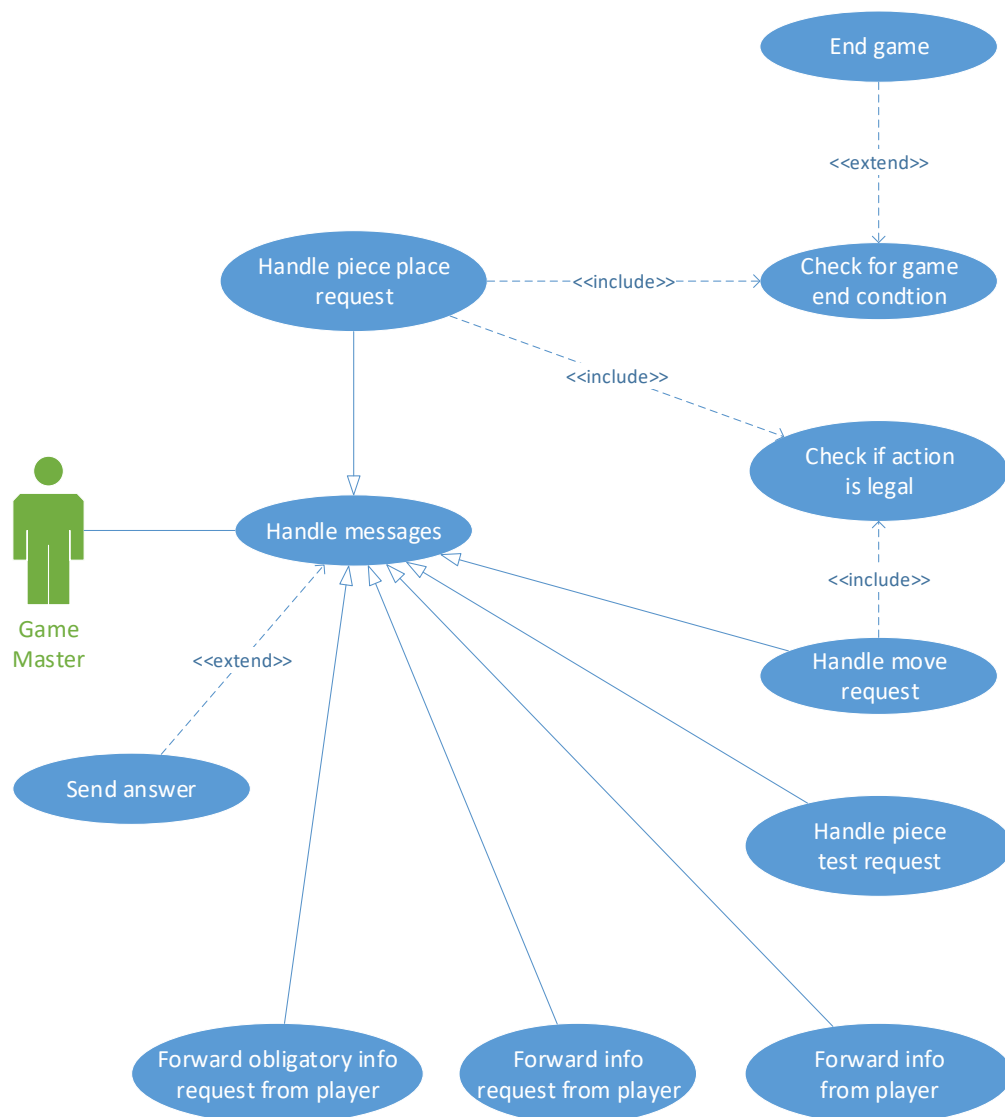 End game
<<extend>>
Handle piece place
request
<<include>>
Check for game
end condtion
<<include>>
Check if action
is legal
Handle messages
<<include>>
Game
Master
<<extend>>
Handle move
request
Send answer
Handle piece
test request
Forward obligatory info
request from player
Forward info
request from player
Forward info
from player